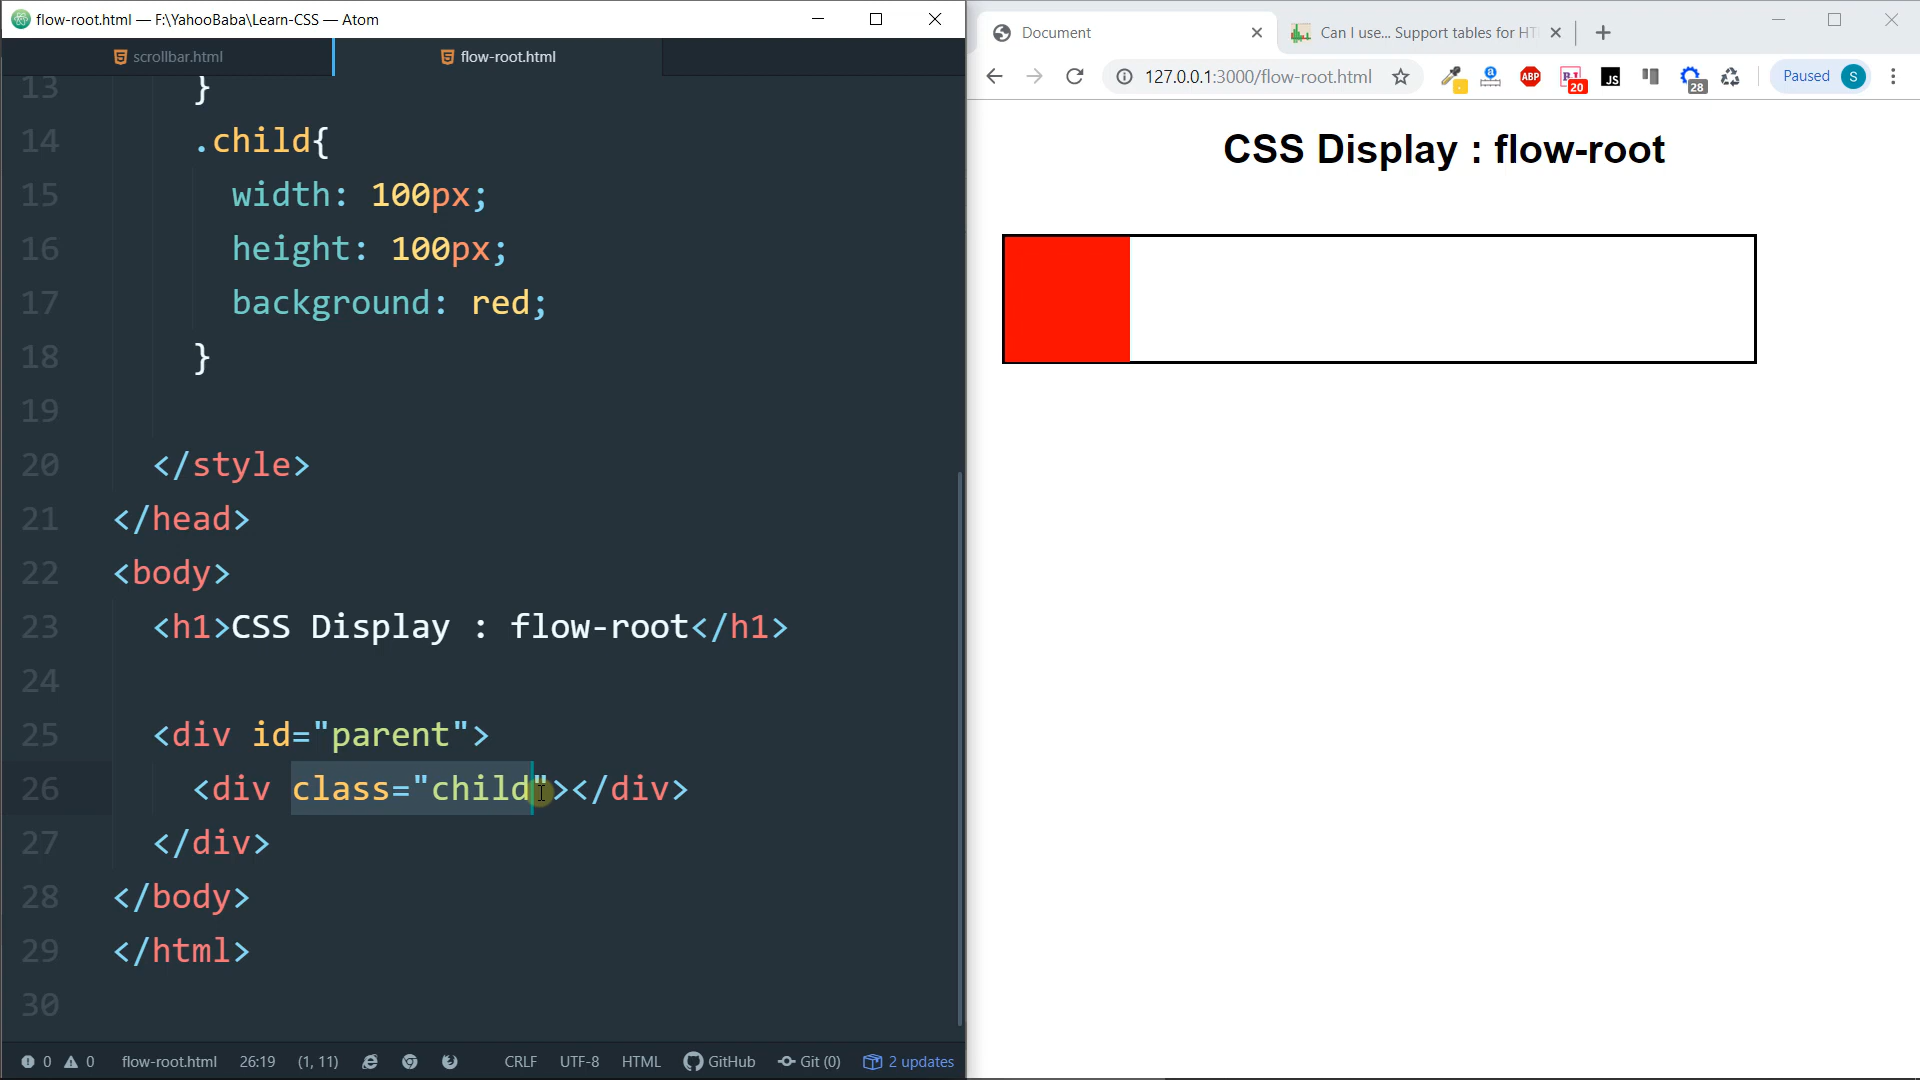 flow-root.html — F:\YahooBaba\Learn-CSS — Atom
scrollbar.html
flow-root.html
13 }
14 .child{
15 width: 100px;
16 height: 100px;
17 background: red;
18 }
19
20 </style>
21 </head>
22 <body>
23 <h1>CSS Display : flow-root</h1>
24
25 <div id="parent">
26 <div class="child"></div>
27 </div>
28 </body>
29 </html>
30
0 0 flow-root.html 26:19 (1, 11) CRLF UTF-8 HTML GitHub Git (0) 2 updates
Document
Can I use... Support tables for HT
127.0.0.1:3000/flow-root.html
a
ABP
20
JS
28
Paused S
CSS Display : flow-root